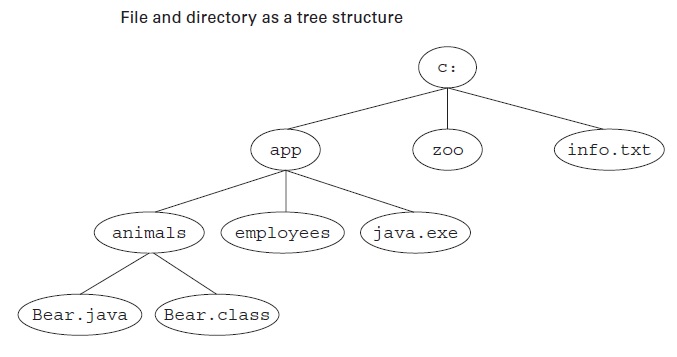 File and directory as a tree structure
c:
app
zoo
info.txt
animals
employees
java.exe
Bear.java
Bear.class